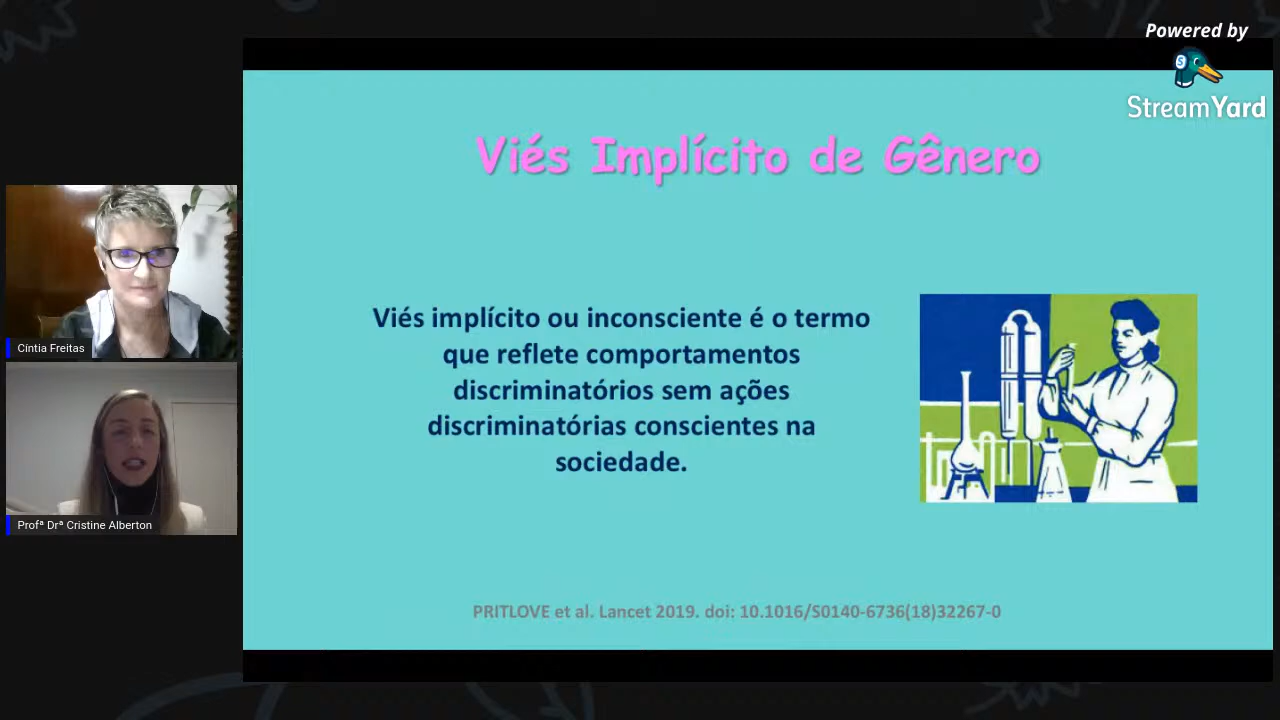 Powered by
StreamYard
Viés Implícito de Gênero
Viés implícito ou inconsciente é o termo
que reflete comportamentos
discriminatórios sem ações
discriminatórias conscientes na
sociedade.
Cíntia Freitas
Profª Drª Cristine Alberton
PRITLOVE et al. Lancet 2019. doi: 10.1016/S0140-6736(18)32267-0